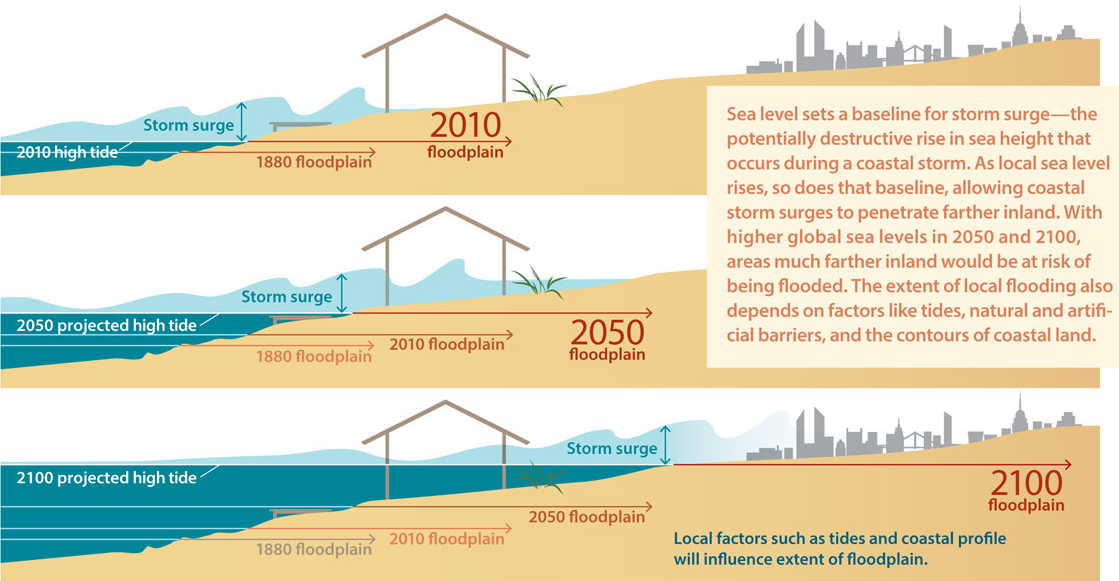 Storm surge
2010 high tide
1880 floodplain
2010
floodplain
Sea level sets a baseline for storm surge—the
potentially destructive rise in sea height that
occurs during a coastal storm. As local sea level
rises, so does that baseline, allowing coastal
storm surges to penetrate farther inland. With
higher global sea levels in 2050 and 2100,
areas much farther inland would be at risk of
being flooded. The extent of local flooding also
depends on factors like tides, natural and artifi-
cial barriers, and the contours of coastal land.
Storm surge
2050 projected high tide
1880 floodplain
2010 floodplain
2050
floodplain
Storm surge
2100 projected high tide
1880 floodplain
2010 floodplain
2050 floodplain
2100
floodplain
Local factors such as tides and coastal profile
will influence extent of floodplain.